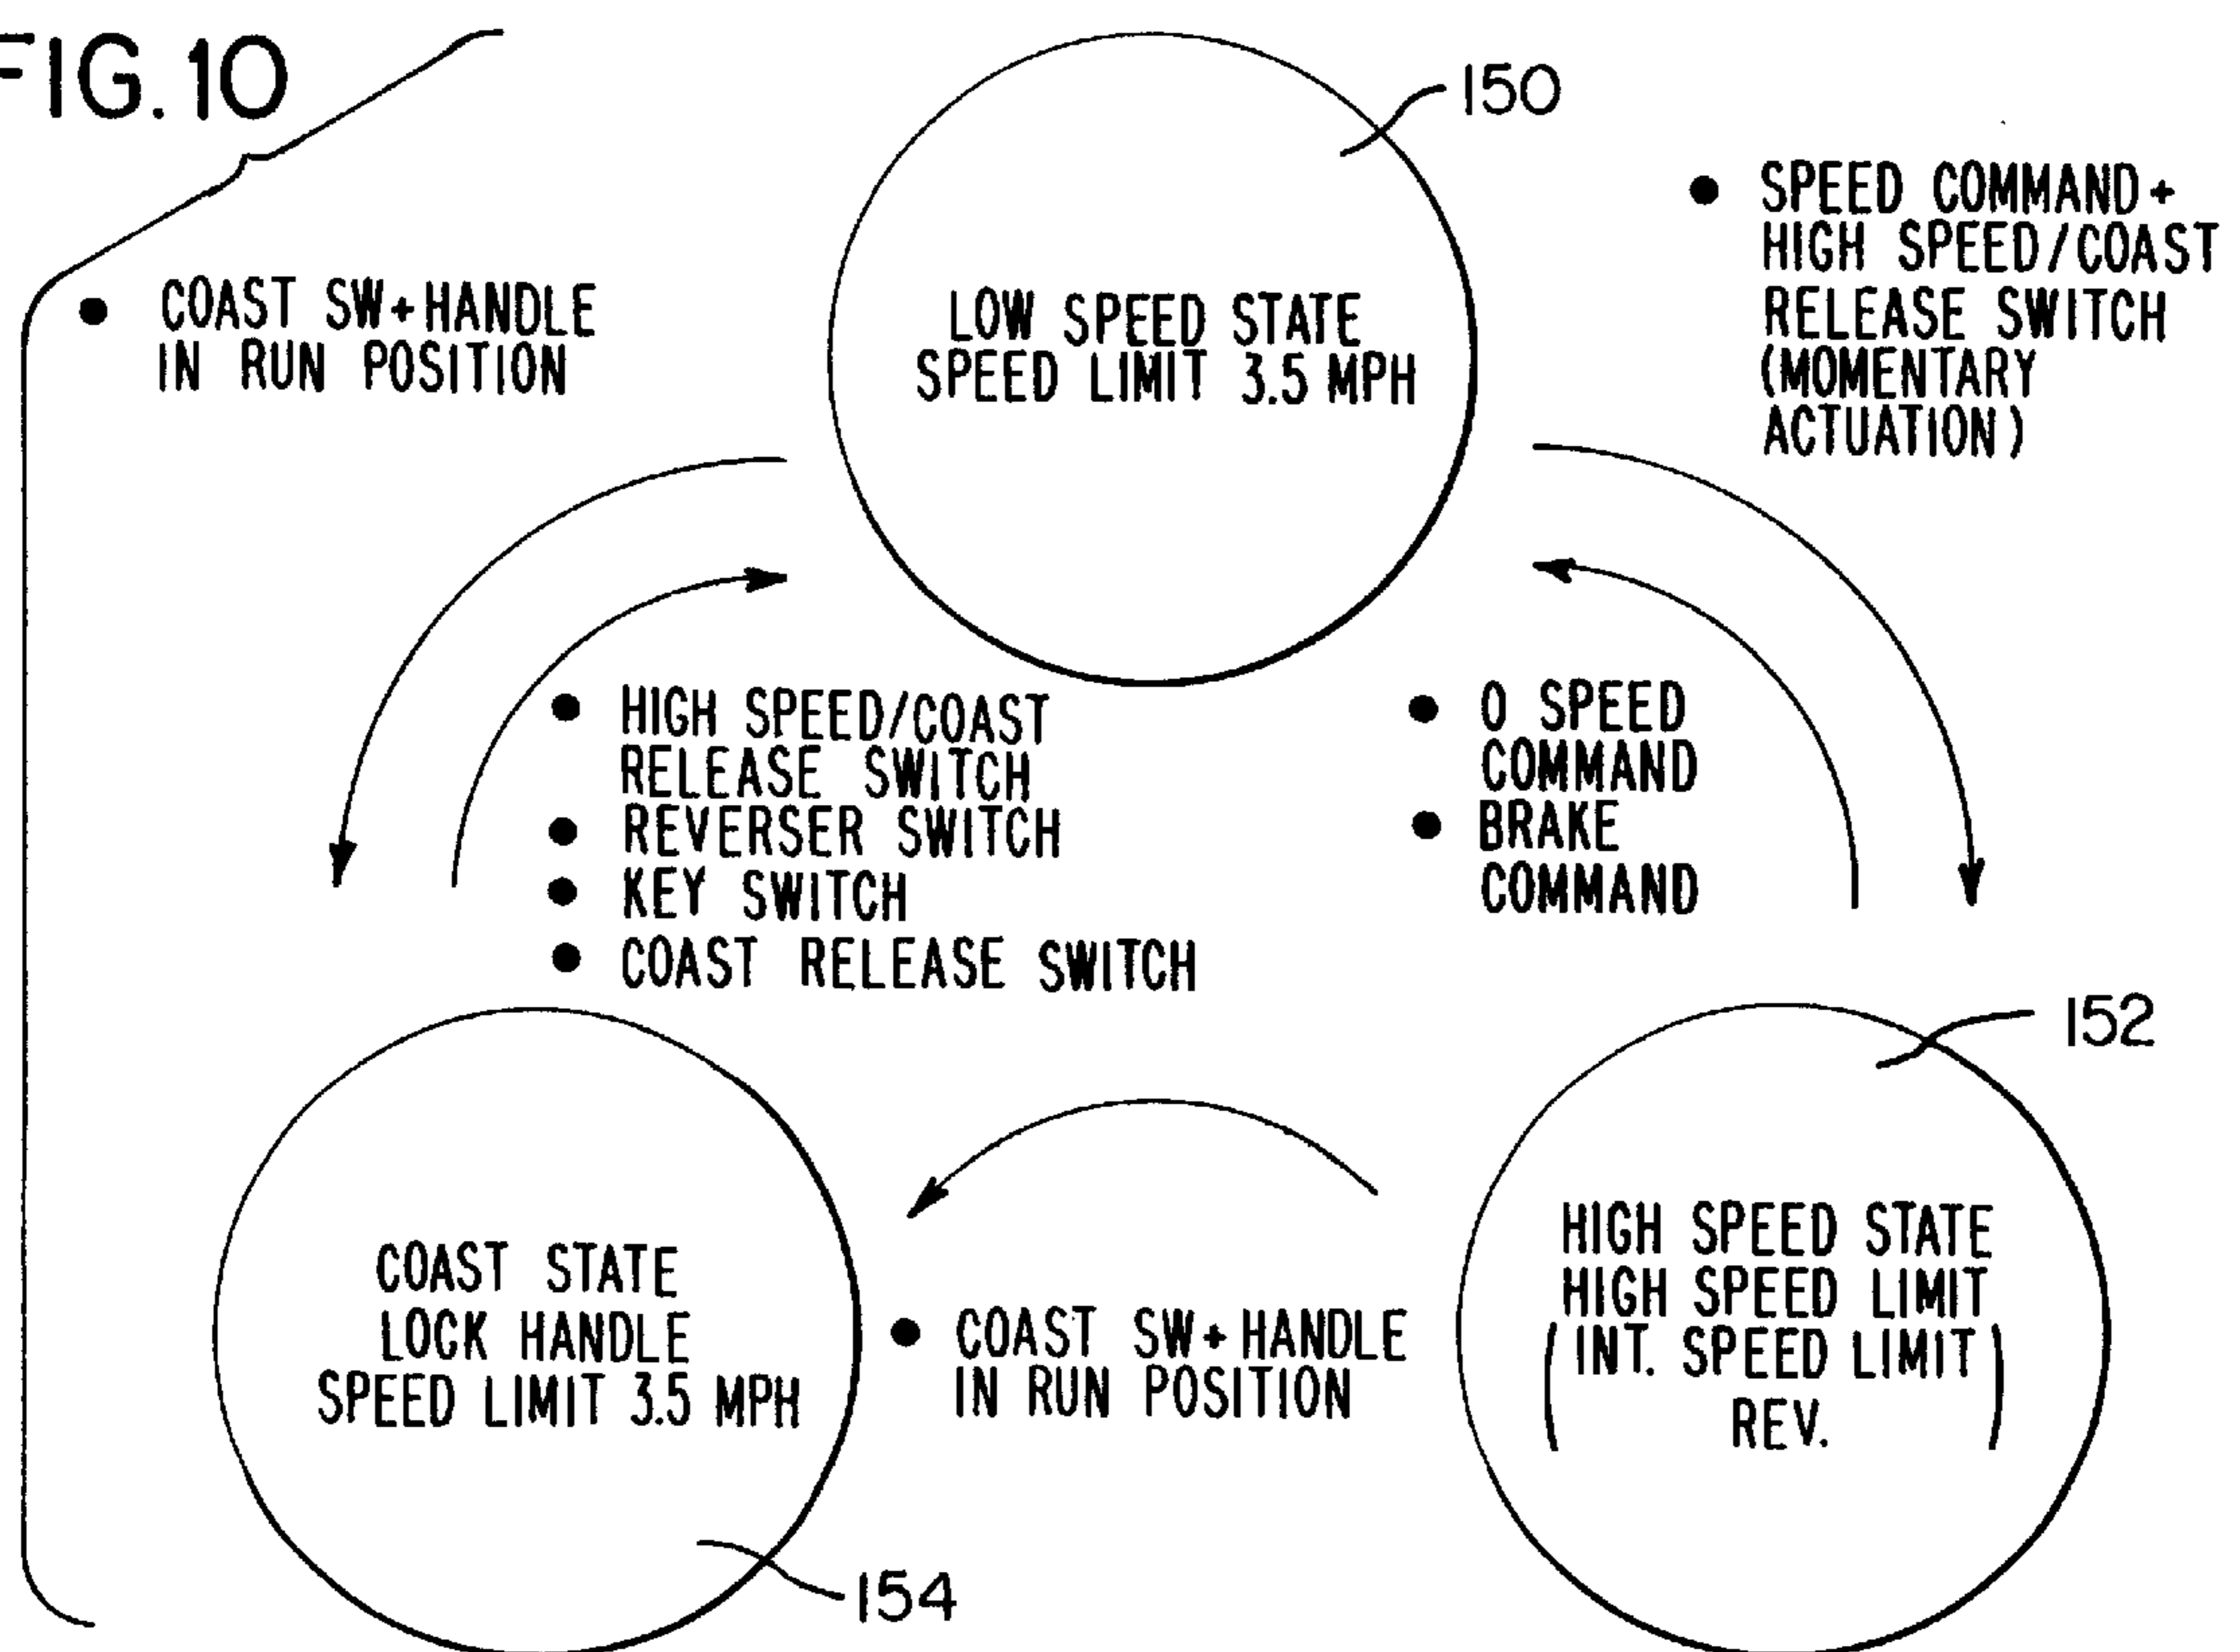 FIG. 10
150
● SPEED COMMAND +
HIGH SPEED/COAST
RELEASE SWITCH
(MOMENTARY
ACTUATION)
● COAST SW + HANDLE
IN RUN POSITION
LOW SPEED STATE
SPEED LIMIT 3.5 MPH
● HIGH SPEED/COAST
RELEASE SWITCH
● REVERSER SWITCH
● KEY SWITCH
● COAST RELEASE SWITCH
● 0 SPEED
COMMAND
● BRAKE
COMMAND
152
COAST STATE
LOCK HANDLE
SPEED LIMIT 3.5 MPH
● COAST SW + HANDLE
IN RUN POSITION
HIGH SPEED STATE
HIGH SPEED LIMIT
(INT. SPEED LIMIT
REV.)
154